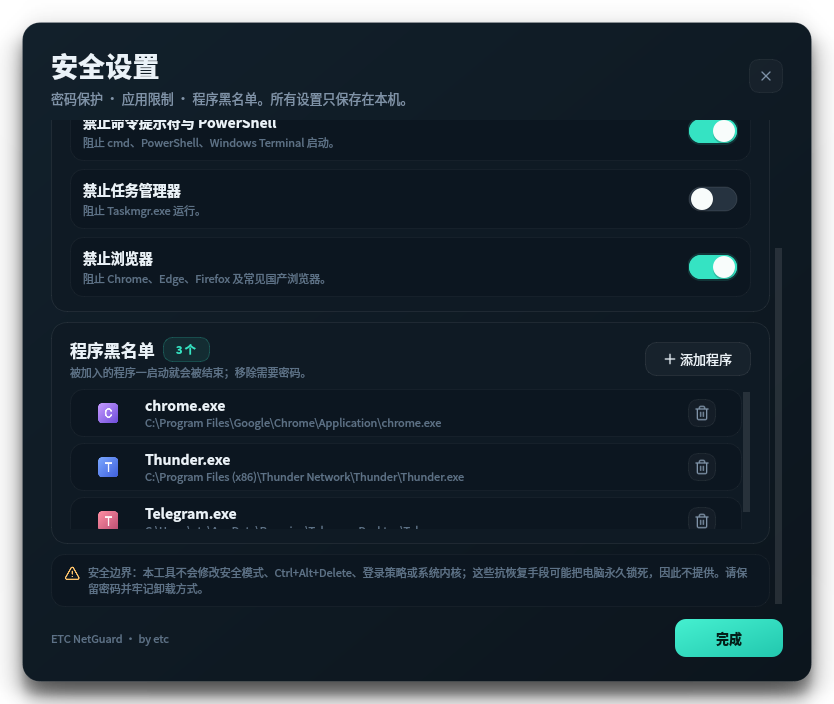 安全设置
密码保护 · 应用限制 · 程序黑名单。所有设置只保存在本机。
禁止命令提示符与 PowerShell
阻止 cmd、PowerShell、Windows Terminal 启动。
禁止任务管理器
阻止 Taskmgr.exe 运行。
禁止浏览器
阻止 Chrome、Edge、Firefox 及常见国产浏览器。
程序黑名单 3 个
添加程序
被加入的程序一启动就会被结束；移除需要密码。
C
chrome.exe
C:\Program Files\Google\Chrome\Application\chrome.exe
T
Thunder.exe
C:\Program Files (x86)\Thunder Network\Thunder\Thunder.exe
T
Telegram.exe
安全边界：本工具不会修改安全模式、Ctrl+Alt+Delete、登录策略或系统内核；这些抗恢复手段可能把电脑永久锁死，因此不提供。请保
留密码并牢记卸载方式。
ETC NetGuard · by etc
完成